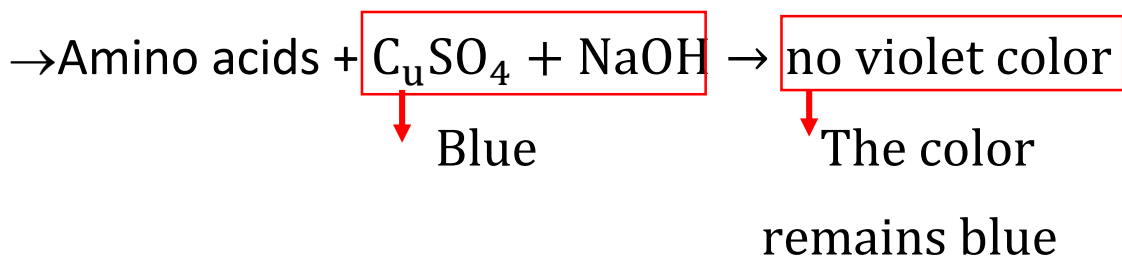 →Amino acids + CᵤSO₄ + NaOH → no violet color
Blue The color
remains blue